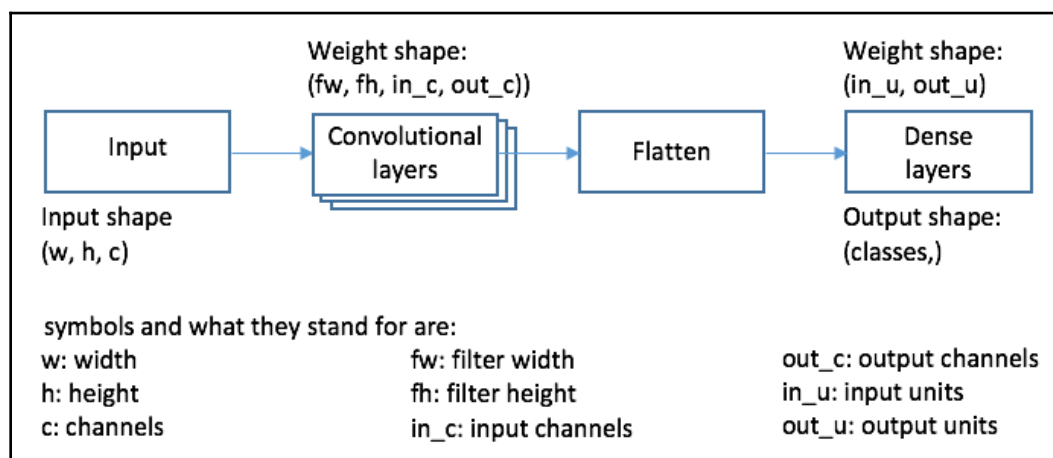 Weight shape:
(fw, fh, in_c, out_c))
Weight shape:
(in_u, out_u)
Input
Convolutional
layers
Flatten
Dense
layers
Input shape
(w, h, c)
Output shape:
(classes,)
symbols and what they stand for are:
w: width
h: height
c: channels
fw: filter width
fh: filter height
in_c: input channels
out_c: output channels
in_u: input units
out_u: output units